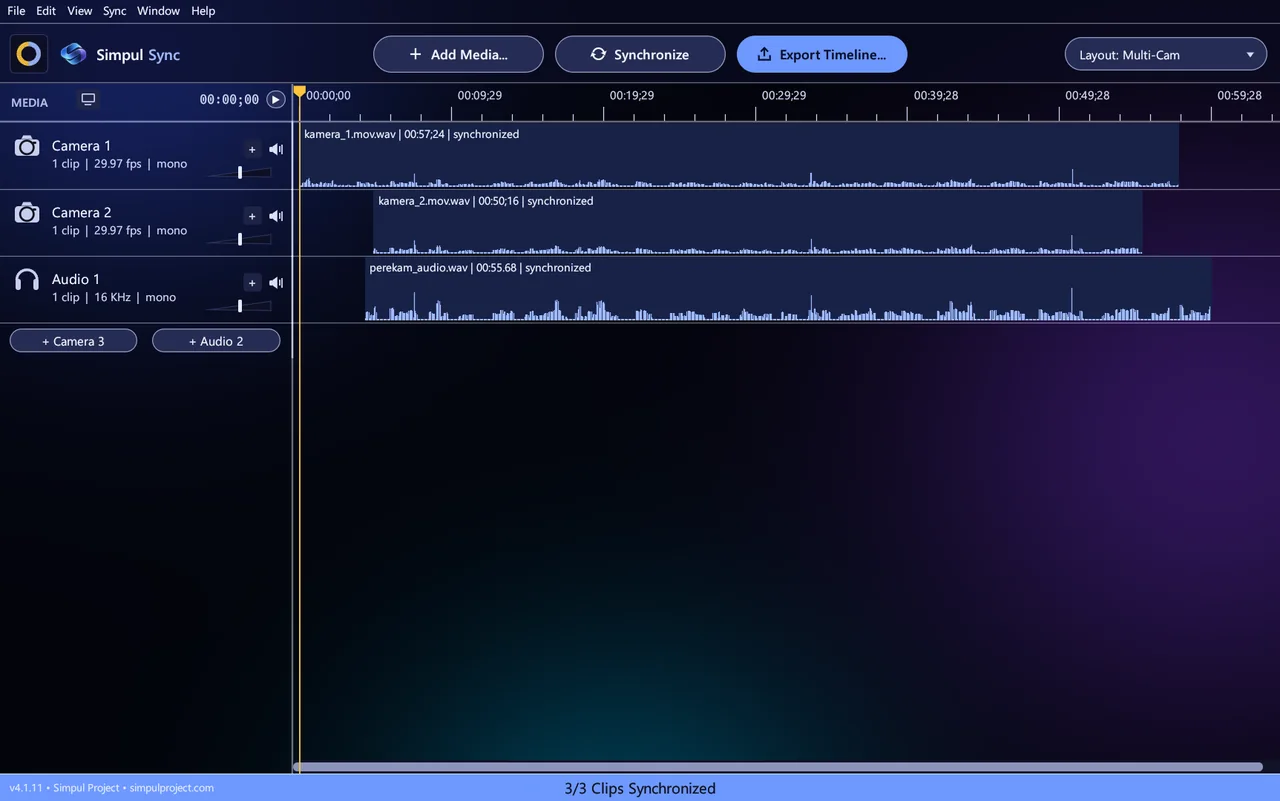 File Edit View Sync Window Help
Simpul Sync
+ Add Media...
Synchronize
Export Timeline...
Layout: Multi-Cam
MEDIA
00:00;00
00:00;00 00:09;29 00:19;29 00:29;29 00:39;28 00:49;28 00:59;28
Camera 1
1 clip | 29.97 fps | mono
+
kamera_1.mov.wav | 00:57;24 | synchronized
Camera 2
1 clip | 29.97 fps | mono
+
kamera_2.mov.wav | 00:50;16 | synchronized
Audio 1
1 clip | 16 KHz | mono
+
perekam_audio.wav | 00:55.68 | synchronized
+ Camera 3
+ Audio 2
v4.1.11 • Simpul Project • simpulproject.com
3/3 Clips Synchronized